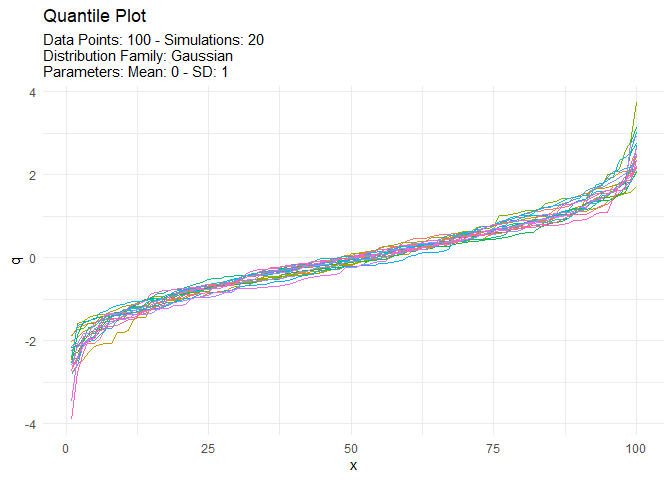 Quantile Plot
Data Points: 100 - Simulations: 20
Distribution Family: Gaussian
Parameters: Mean: 0 - SD: 1
4
2
0
-2
-4
q
0 25 50 75 100
x